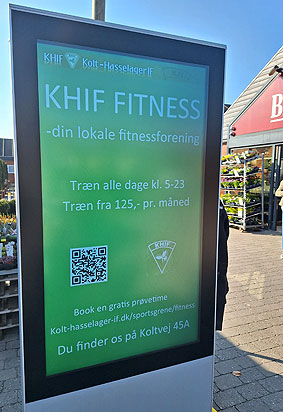 KHIF Kolt-Hasselager IF
KHIF FITNESS
-din lokale fitnessforening
Træn alle dage kl. 5-23
Træn fra 125,- pr. måned
KHIF
Book en gratis prøvetime
Kolt-hasselager-if.dk/sportsgrene/fitness
Du finder os på Koltvej 45A
B